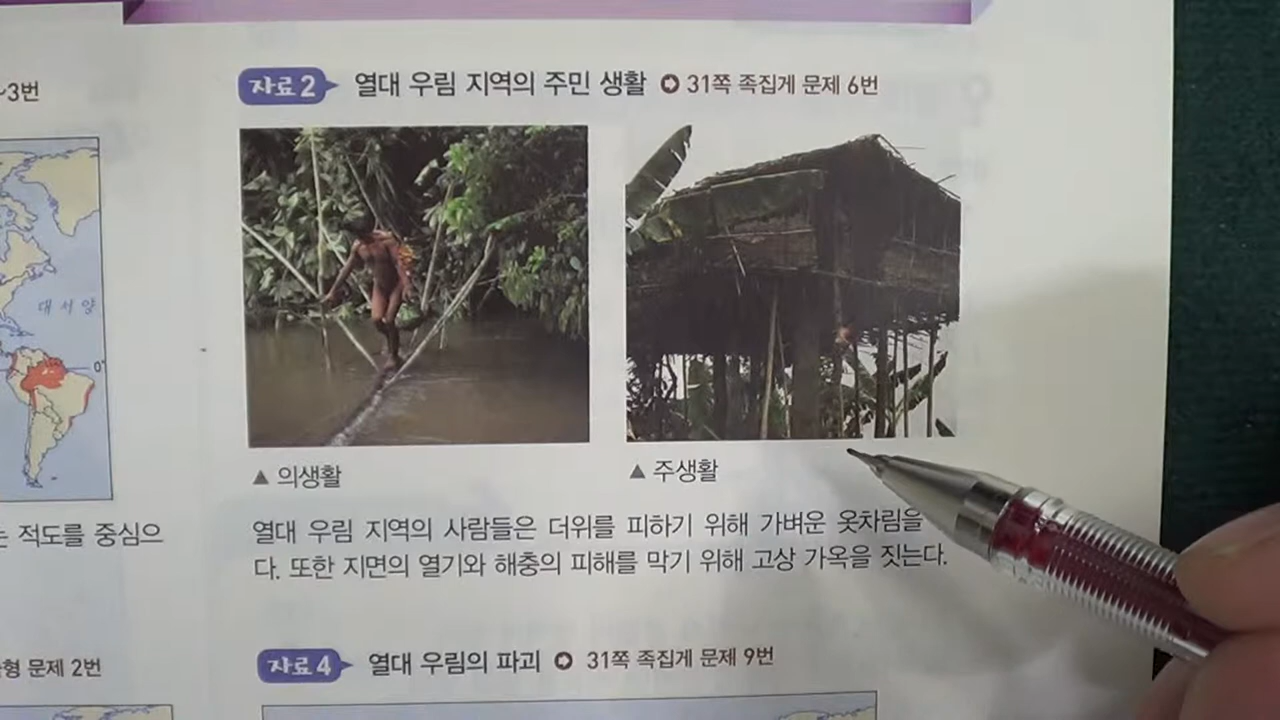 ~3번
자료2 열대 우림 지역의 주민 생활 31쪽 족집게 문제 6번
대서양
0°
▲ 의생활
▲ 주생활
는 적도를 중심으
열대 우림 지역의 사람들은 더위를 피하기 위해 가벼운 옷차림을
다. 또한 지면의 열기와 해충의 피해를 막기 위해 고상 가옥을 짓는다.
형 문제 2번
자료4 열대 우림의 파괴 31쪽 족집게 문제 9번